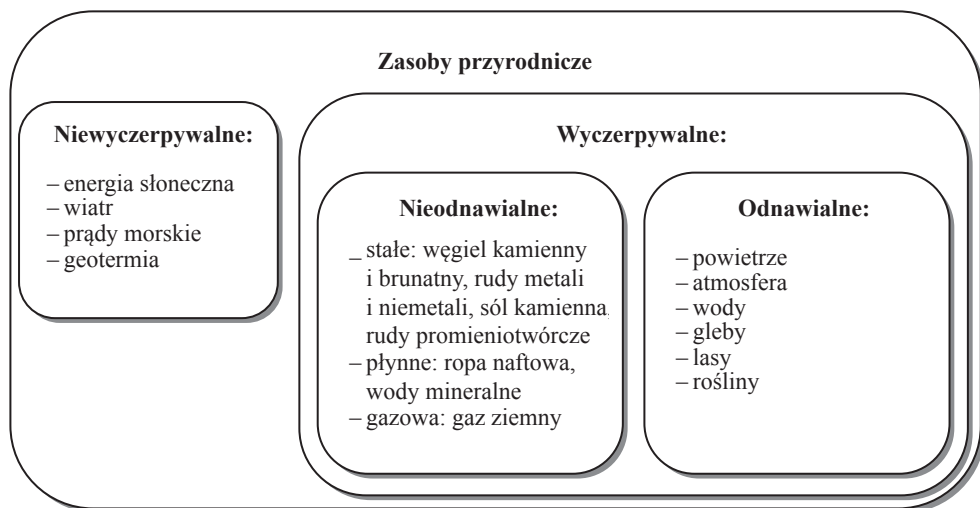 Zasoby przyrodnicze
Niewyczerpywalne:
– energia słoneczna
– wiatr
– prądy morskie
– geotermia
Wyczerpywalne:
Nieodnawialne:
– stałe: węgiel kamienny
i brunatny, rudy metali
i niemetali, sól kamienna,
rudy promieniotwórcze
– płynne: ropa naftowa,
wody mineralne
– gazowa: gaz ziemny
Odnawialne:
– powietrze
– atmosfera
– wody
– gleby
– lasy
– rośliny